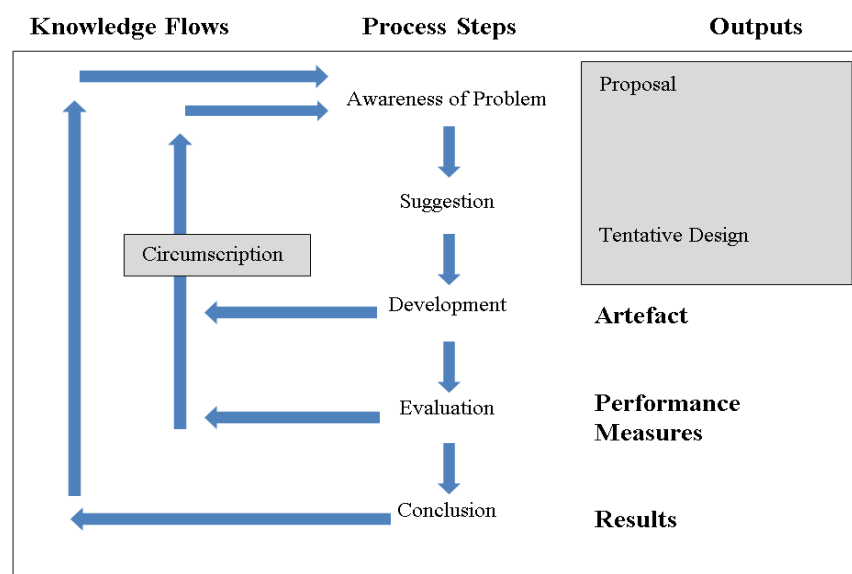 Knowledge Flows
Process Steps
Outputs
Awareness of Problem
Proposal
Suggestion
Tentative Design
Circumscription
Development
Artefact
Evaluation
Performance
Measures
Conclusion
Results